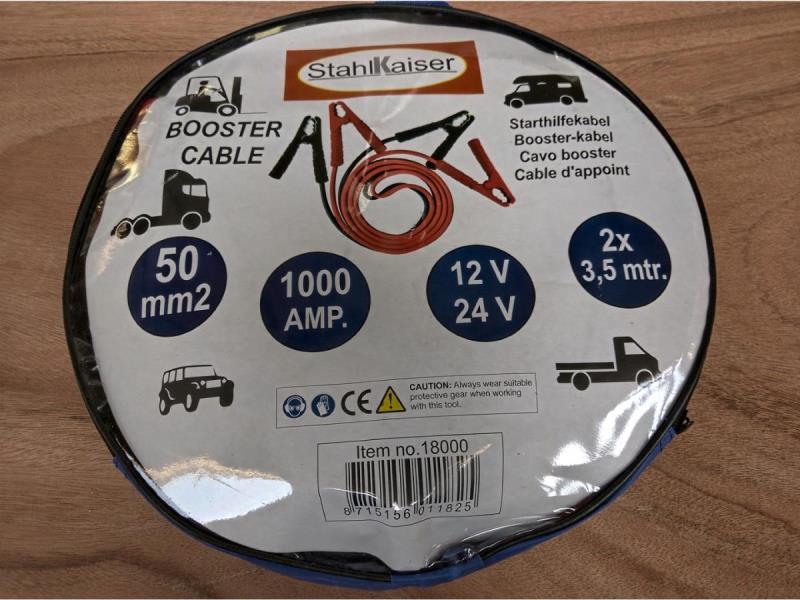 StahlKaiser
BOOSTER
CABLE
Starthilfekabel
Booster-kabel
Cavo booster
Cable d'appoint
50
mm2
1000
AMP.
12 V
24 V
2x
3,5 mtr.
CE
CAUTION: Always wear suitable
protective gear when working
with this tool.
Item no.18000
8 715156 011825